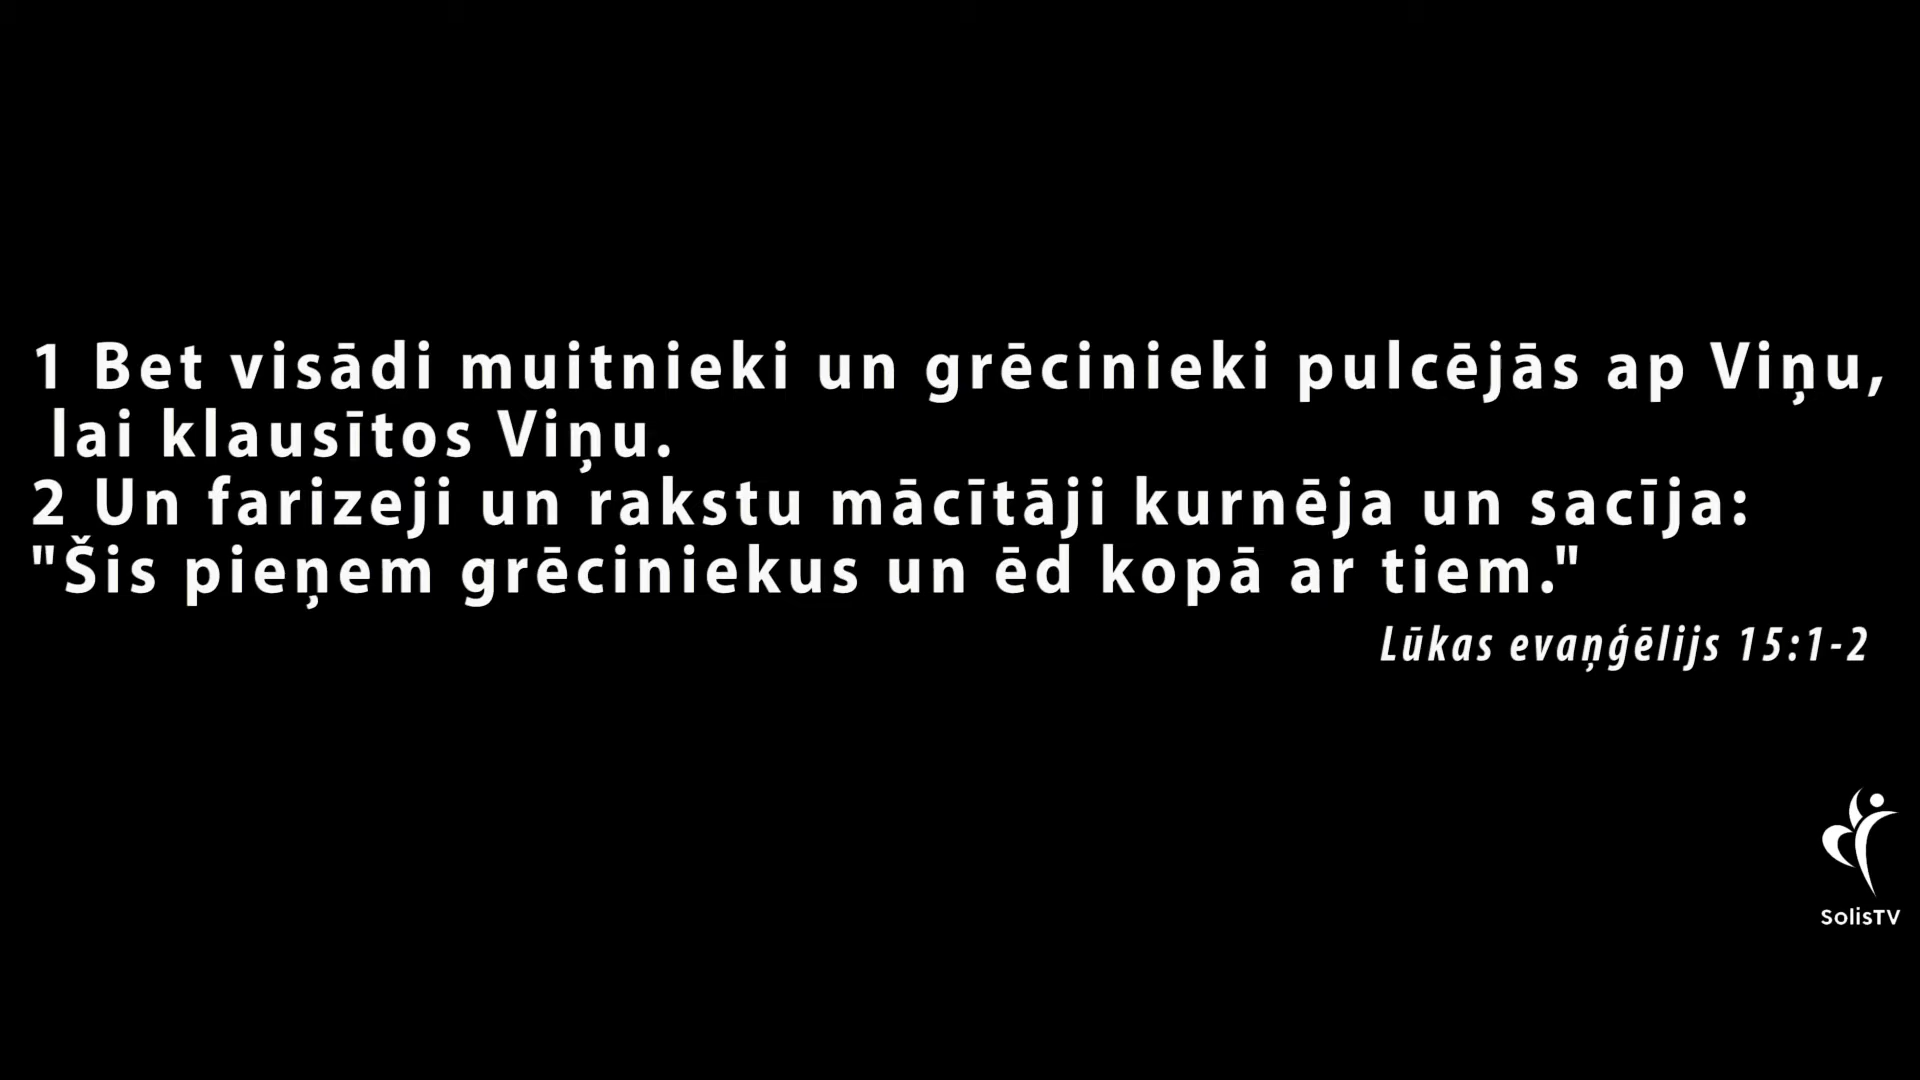 1 Bet visādi muitnieki un grēcinieki pulcējās ap Viņu,
lai klausītos Viņu.
2 Un farizeji un rakstu mācītāji kurnēja un sacīja:
"Šis pieņem grēciniekus un ēd kopā ar tiem."
Lūkas evaņģēlijs 15:1-2
SolisTV